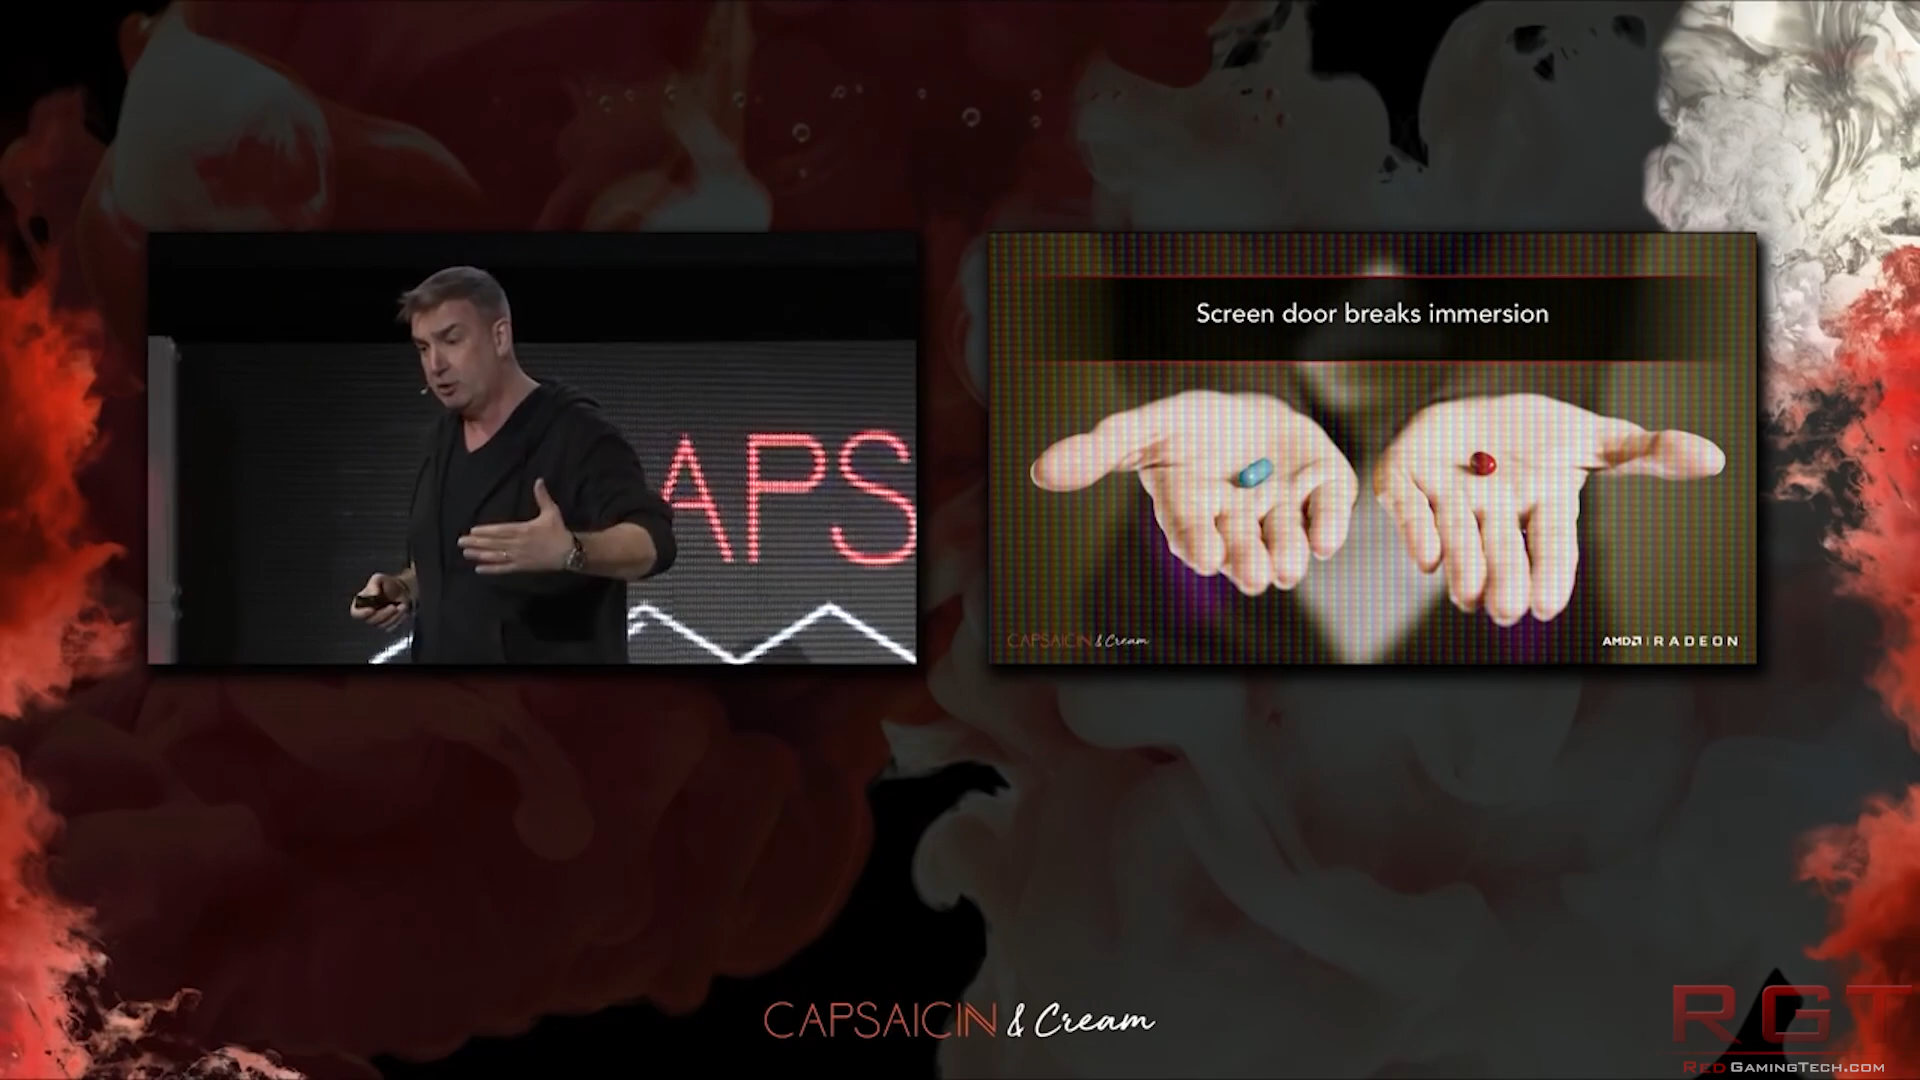 Screen door breaks immersion
APS
CAPSAICIN & Cream
AMD RADEON
CAPSAICIN & Cream
RGT
REDGAMINGTECH.COM